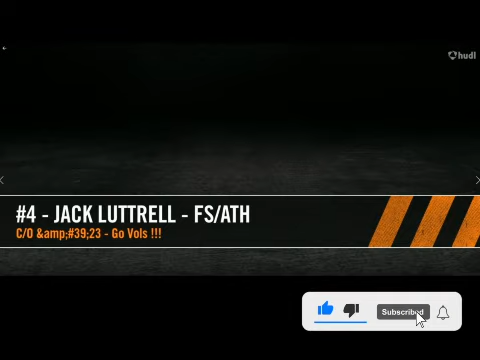 hudl
#4 - JACK LUTTRELL - FS/ATH
C/O &amp;#39;23 - Go Vols !!!
Subscribed